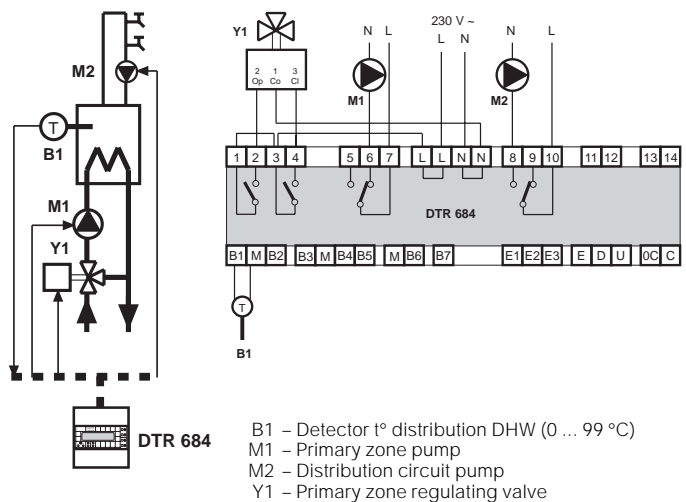 M2
T
B1
M1
Y1
DTR 684
Y1
2 1 3
Op Co Cl
N L
M1
230 V ~
L N
N L
M2
1 2 3 4 5 6 7 L L N N 8 9 10 11 12 13 14
DTR 684
B1 M B2 B3 M B4 B5 M B6 B7 E1 E2 E3 E D U 0C C
T
B1
B1 – Detector t° distribution DHW (0 ... 99 °C)
M1 – Primary zone pump
M2 – Distribution circuit pump
Y1 – Primary zone regulating valve